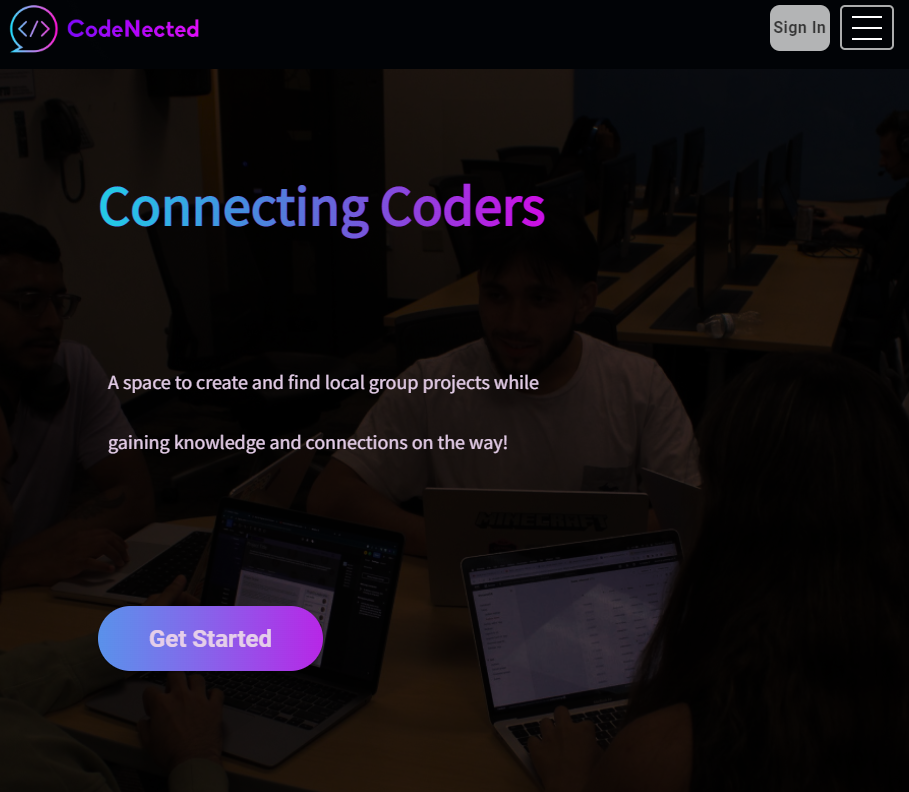 </> CodeNected
Sign In
Connecting Coders
A space to create and find local group projects while
gaining knowledge and connections on the way!
MINECRAFT
Get Started